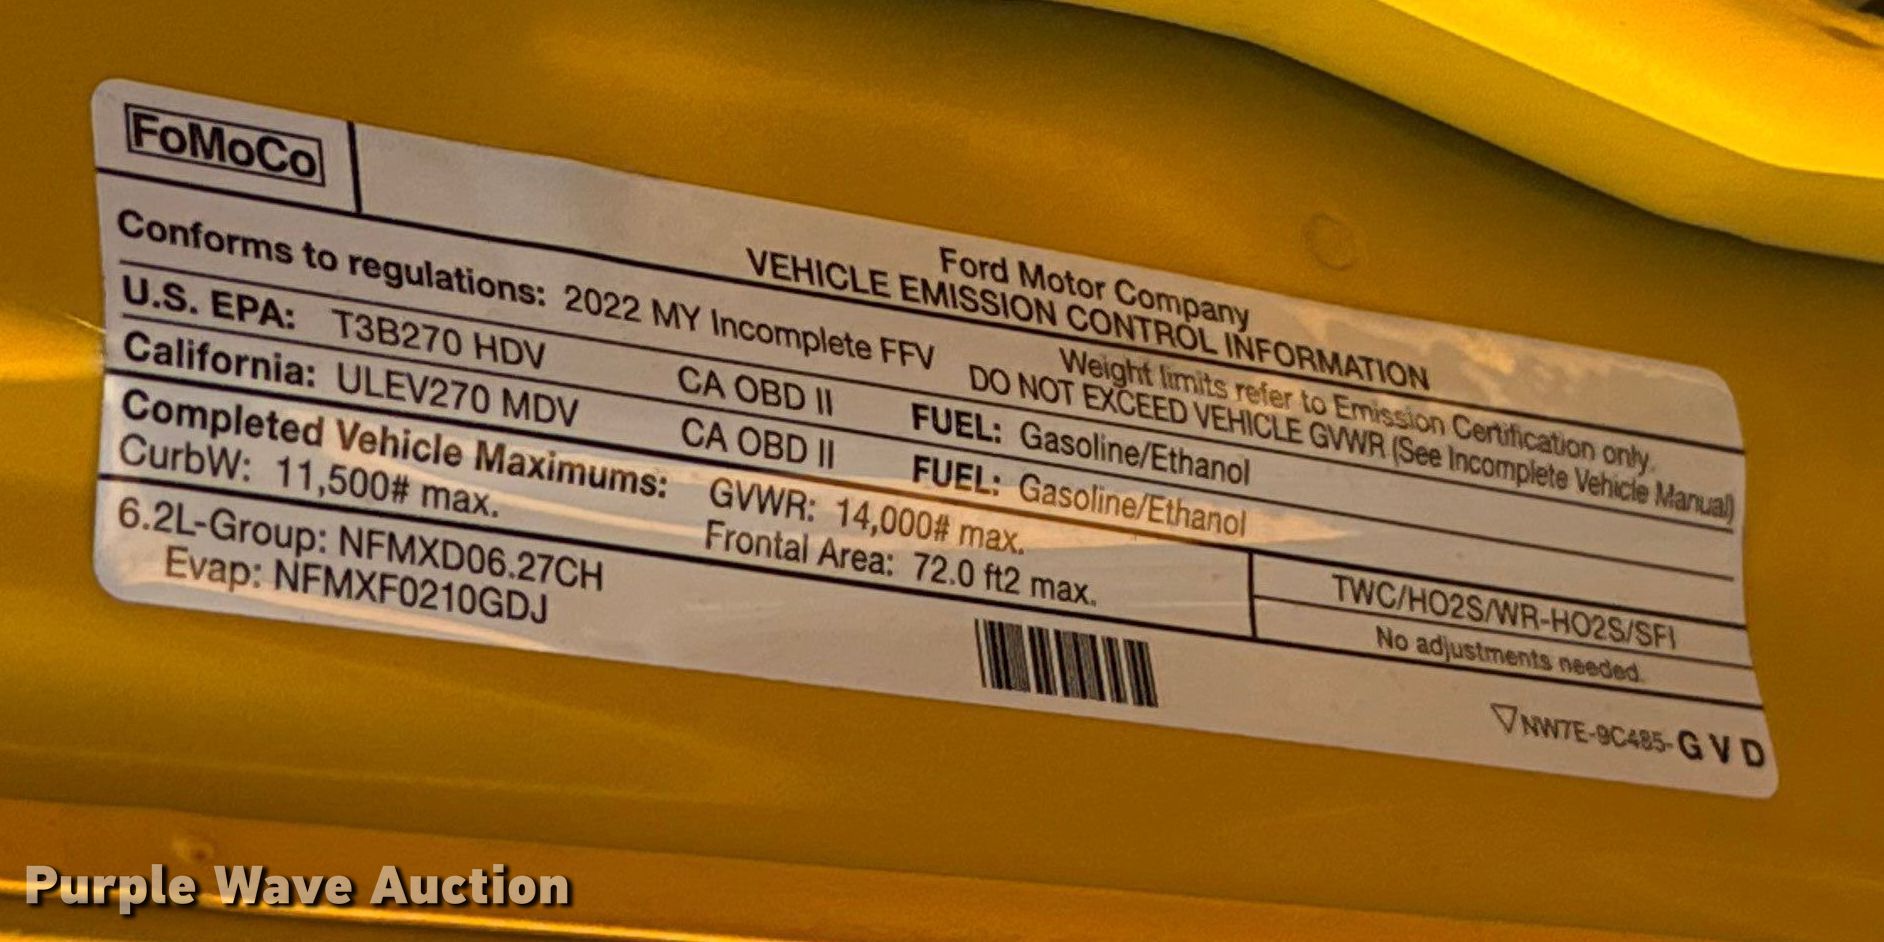 FoMoCo
Ford Motor Company
VEHICLE EMISSION CONTROL INFORMATION
Conforms to regulations: 2022 MY Incomplete FFV
Weight limits refer to Emission Certification only.
DO NOT EXCEED VEHICLE GVWR (See Incomplete Vehicle Manual)
U.S. EPA: T3B270 HDV CA OBD II FUEL: Gasoline/Ethanol
California: ULEV270 MDV CA OBD II FUEL: Gasoline/Ethanol
Completed Vehicle Maximums: GVWR: 14,000# max.
CurbW: 11,500# max. Frontal Area: 72.0 ft2 max.
TWC/HO2S/WR-HO2S/SFI
No adjustments needed.
6.2L-Group: NFMXD06.27CH
Evap: NFMXF0210GDJ
NW7E-9C485-GVD
Purple Wave Auction